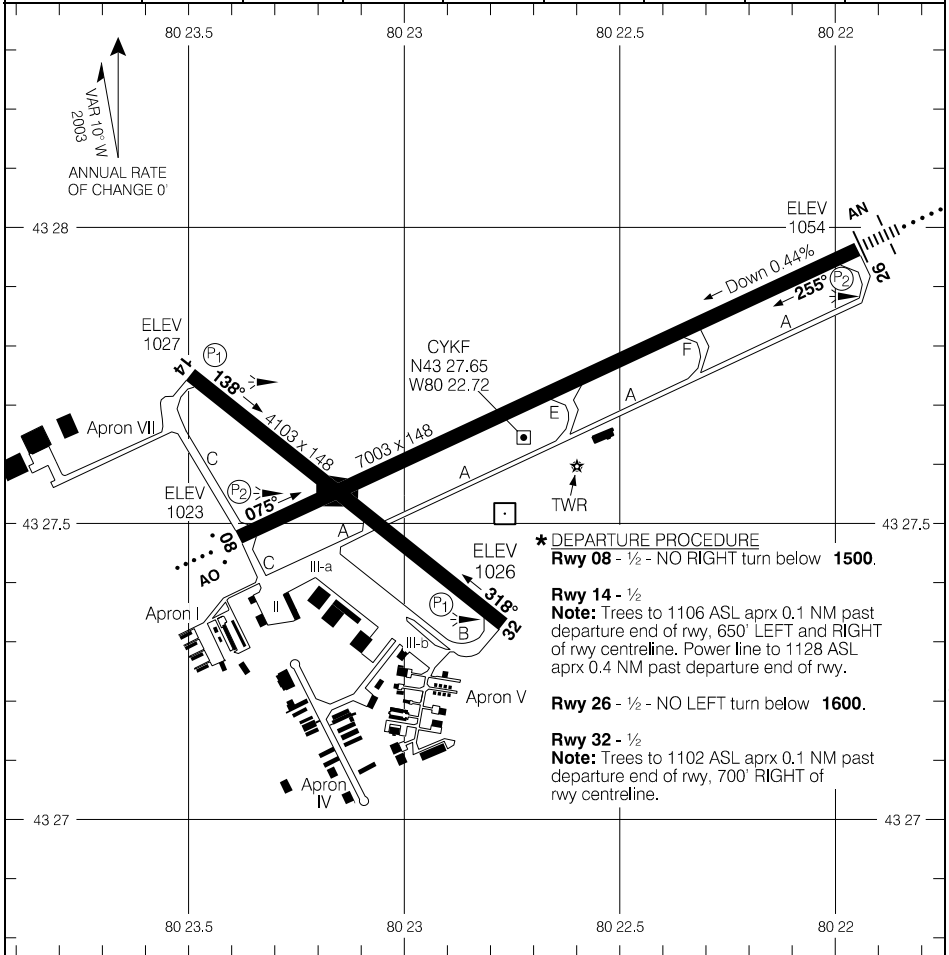 80 23.5
80 23
80 22.5
80 22
VAR 10° W
2003
ANNUAL RATE
OF CHANGE 0'
43 28
ELEV
1054
AN
26
Down 0.44%
255°
P2
A
ELEV
1027
P1
14
138°
4103 x 148
CYKF
N43 27.65
W80 22.72
F
A
E
7003 x 148
Apron VII
C
P2
075°
ELEV
1023
08
AO
A
A
TWR
43 27.5
43 27.5
C
III-a
II
Apron I
ELEV
1026
318°
32
P1
B
III-b
Apron V
Apron
IV
* DEPARTURE PROCEDURE
Rwy 08 - ½ - NO RIGHT turn below 1500.
Rwy 14 - ½
Note: Trees to 1106 ASL aprx 0.1 NM past
departure end of rwy, 650' LEFT and RIGHT
of rwy centreline. Power line to 1128 ASL
aprx 0.4 NM past departure end of rwy.
Rwy 26 - ½ - NO LEFT turn below 1600.
Rwy 32 - ½
Note: Trees to 1102 ASL aprx 0.1 NM past
departure end of rwy, 700' RIGHT of
rwy centreline.
43 27
43 27
80 23.5
80 23
80 22.5
80 22